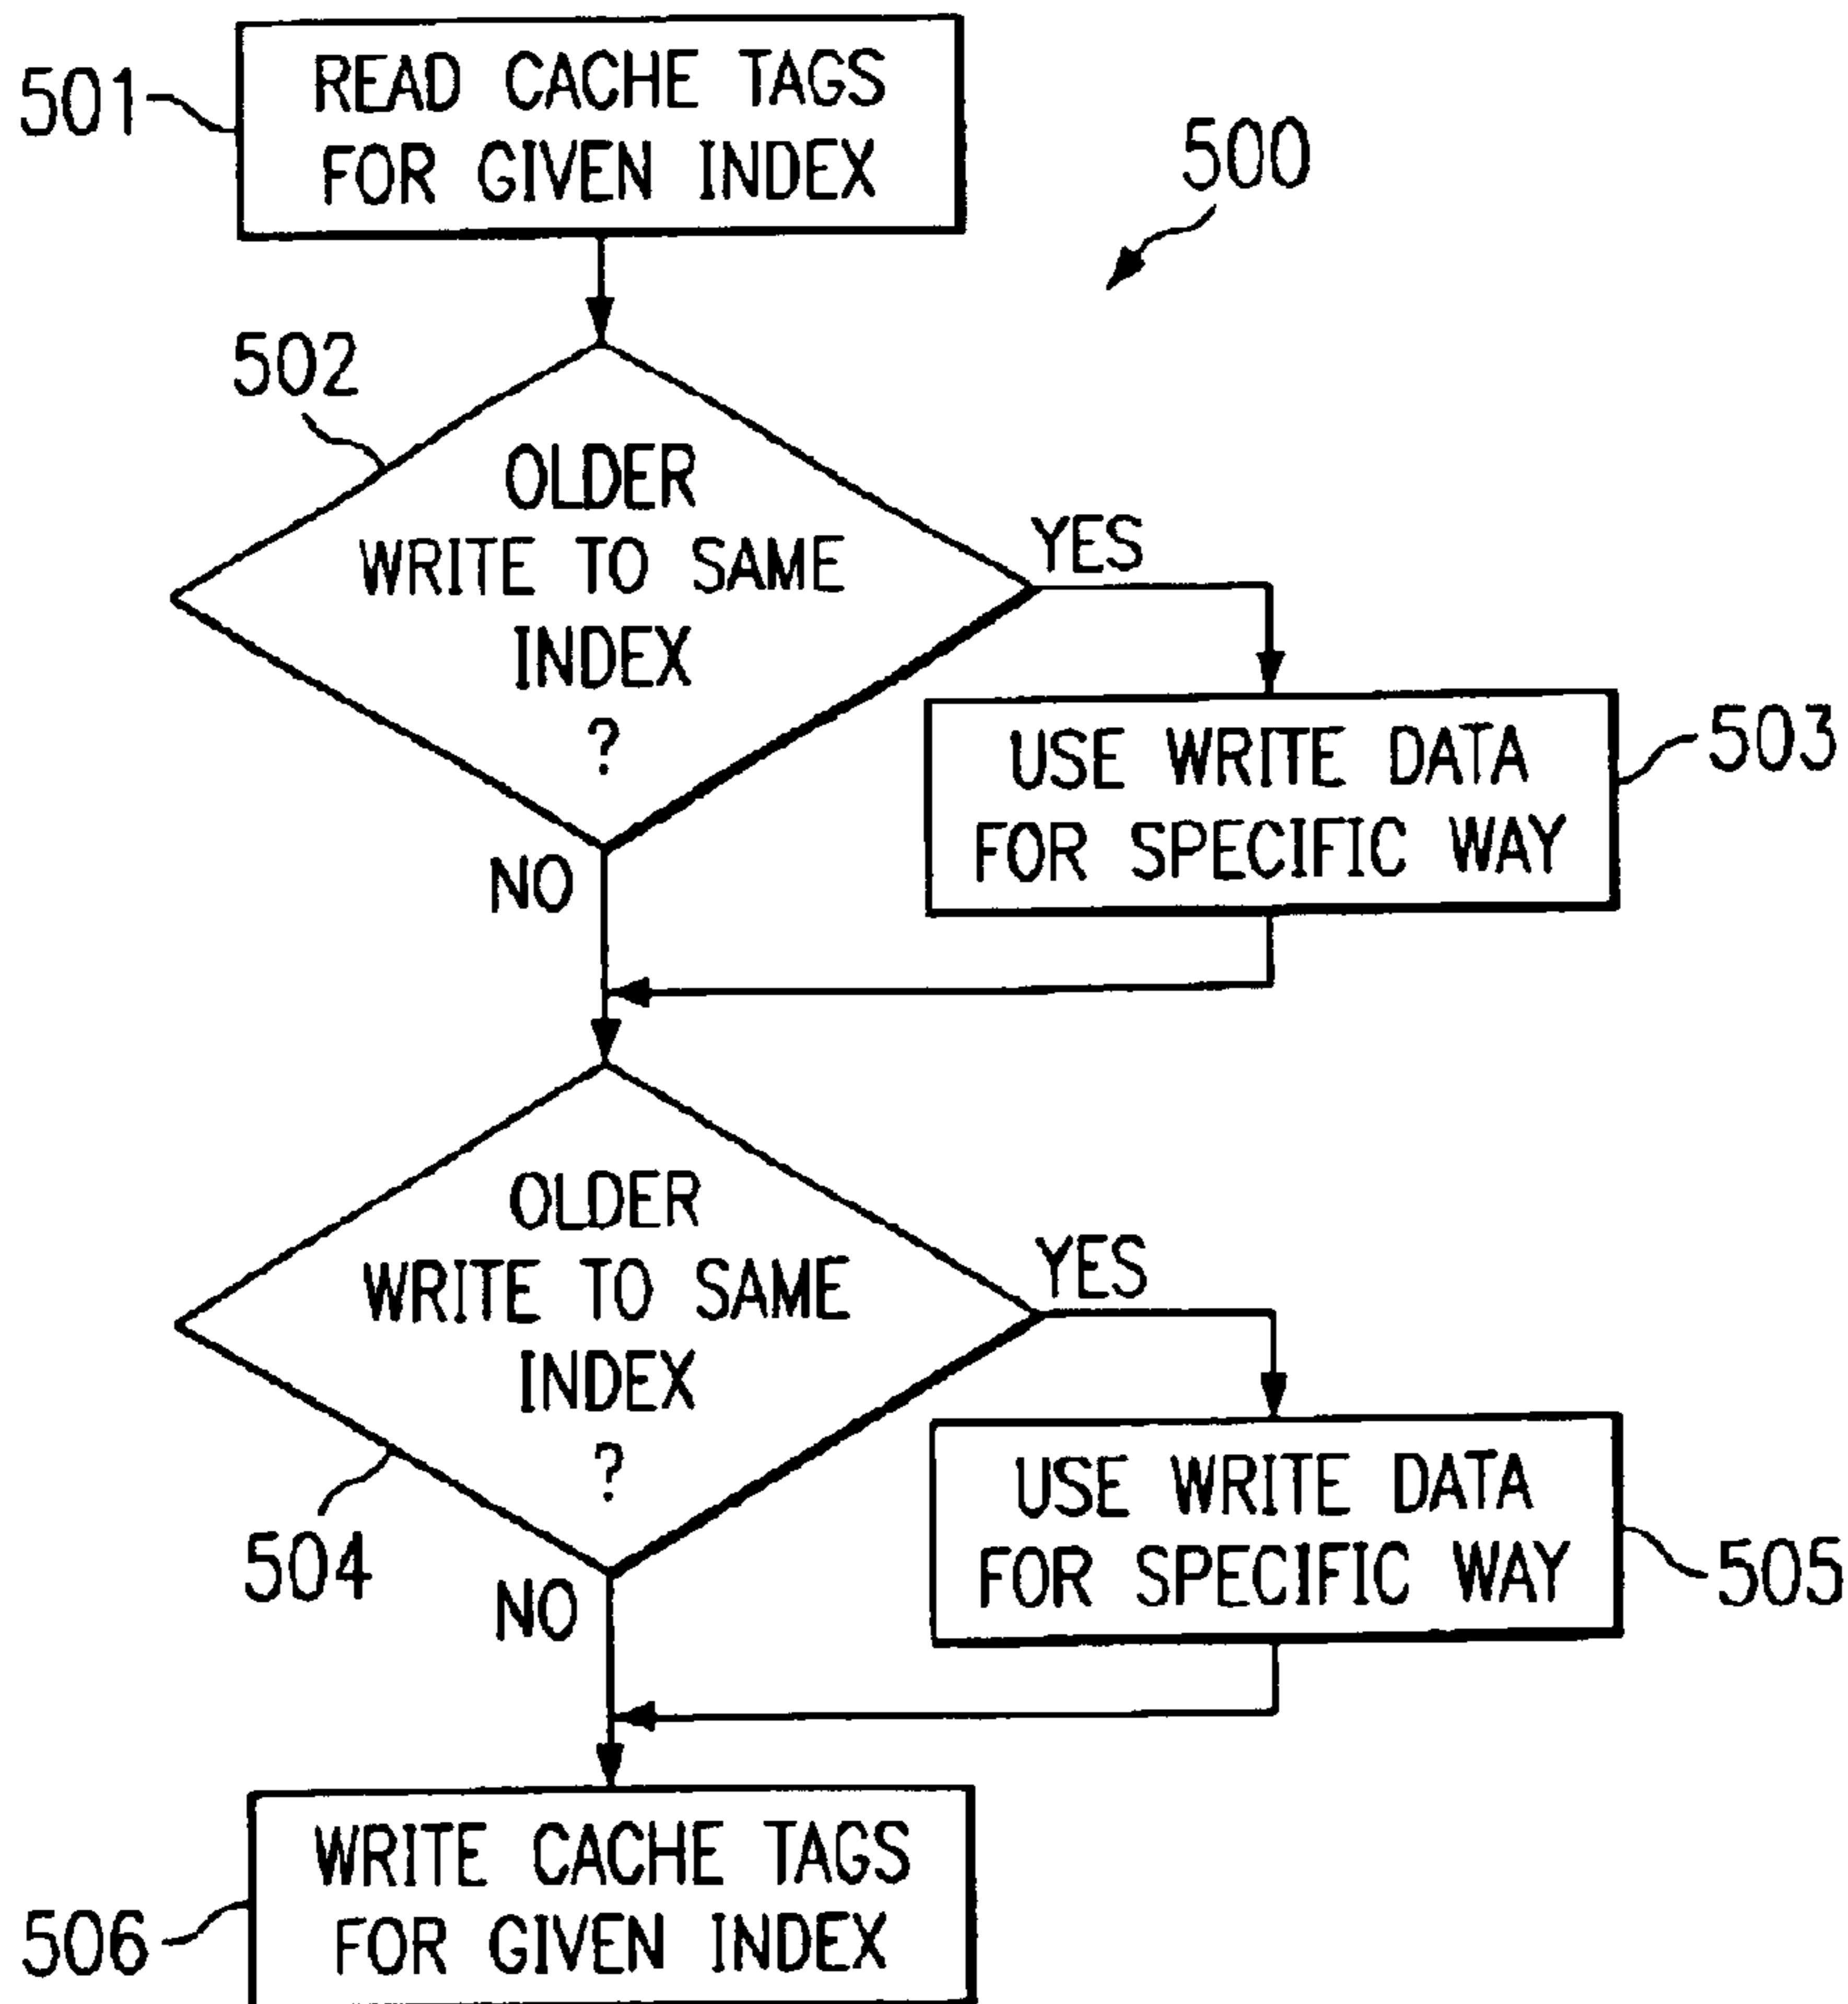 501
READ CACHE TAGS
FOR GIVEN INDEX
500
502
OLDER
WRITE TO SAME
INDEX
?
YES
NO
USE WRITE DATA
FOR SPECIFIC WAY
503
OLDER
WRITE TO SAME
INDEX
?
YES
504
NO
USE WRITE DATA
FOR SPECIFIC WAY
505
WRITE CACHE TAGS
FOR GIVEN INDEX
506